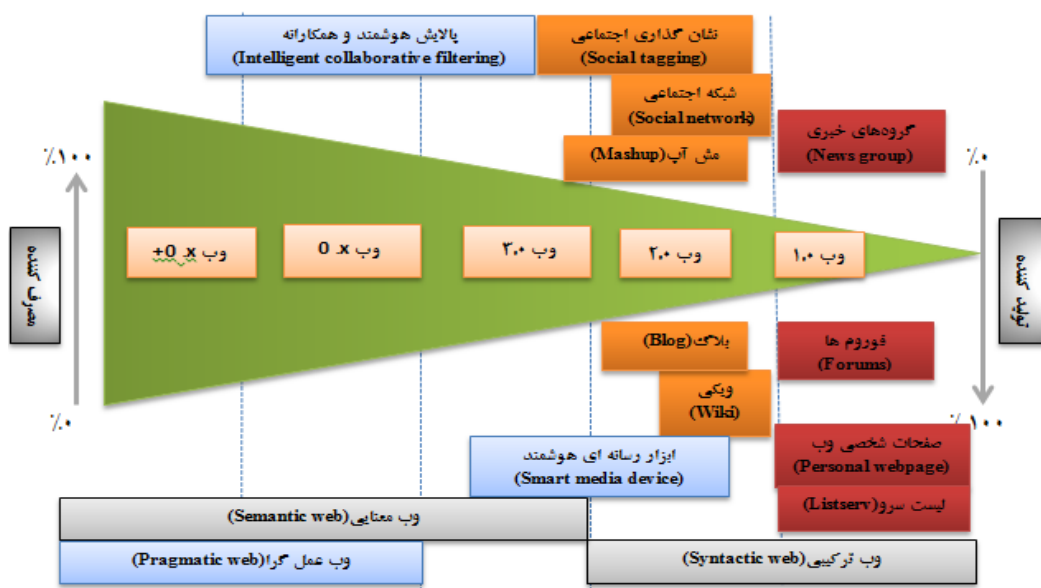 پالایش هوشمند و همکارانه
(Intelligent collaborative filtering)
نشان گذاری اجتماعی
(Social tagging)
شبکه اجتماعی
(Social network)
مش آپ(Mashup)
گروه‌های خبری
(News group)
٪۱۰۰
٪۰
مصرف کننده
تولید کننده
وب 0.x+
وب 0.x
وب ۳.۰
وب ۲.۰
وب ۱.۰
٪۰
٪۱۰۰
بلاگ(Blog)
ویکی
(Wiki)
فوروم ها
(Forums)
صفحات شخصی وب
(Personal webpage)
لیست سرو(Listserv)
ابزار رسانه ای هوشمند
(Smart media device)
وب معنایی(Semantic web)
وب عمل گرا(Pragmatic web)
وب ترکیبی(Syntactic web)